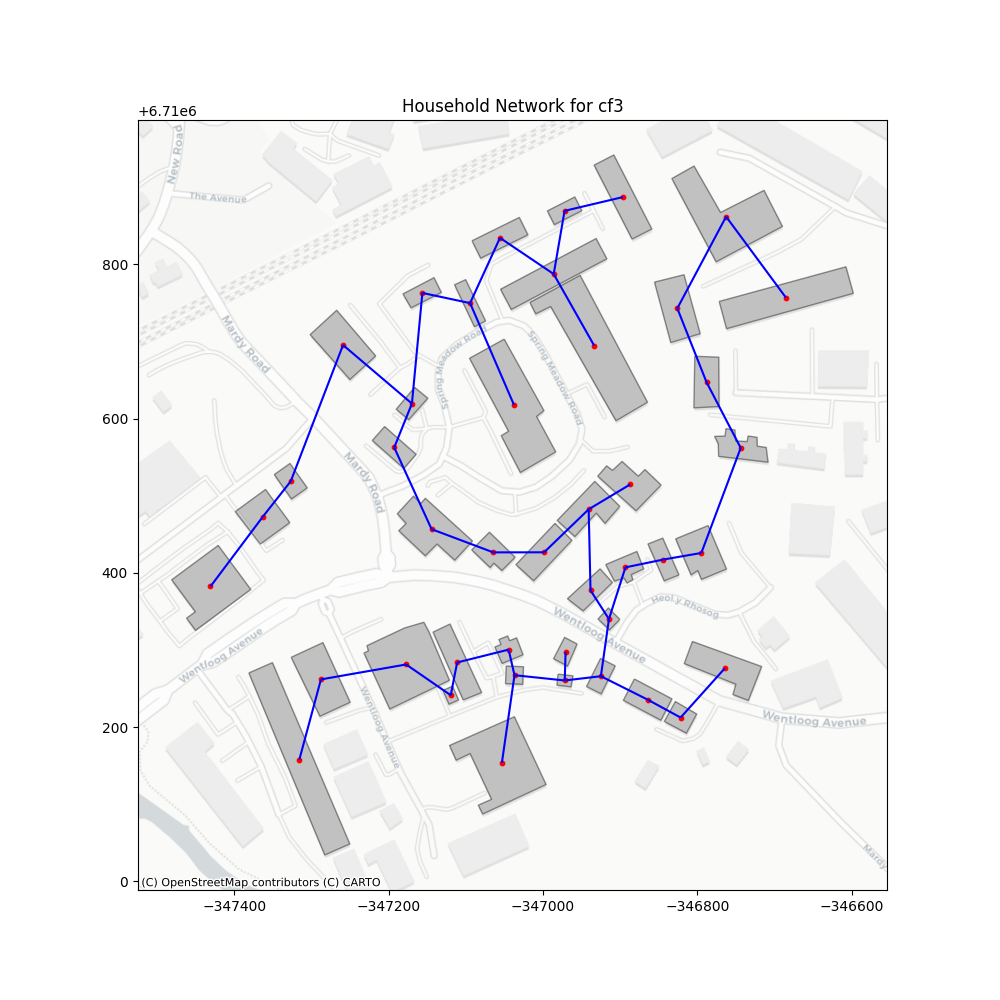 Household Network for cf3
+6.71e6
New Road
The Avenue
800
Mardy Road
Spring Meadow Road
Spring Meadow Road
600
Mardy Road
400
Heol y Rhosog
Wentloog Avenue
Wentloog Avenue
Wentloog Avenue
Wentloog Avenue
200
Mardy
0
(C) OpenStreetMap contributors (C) CARTO
−347400
−347200
−347000
−346800
−346600